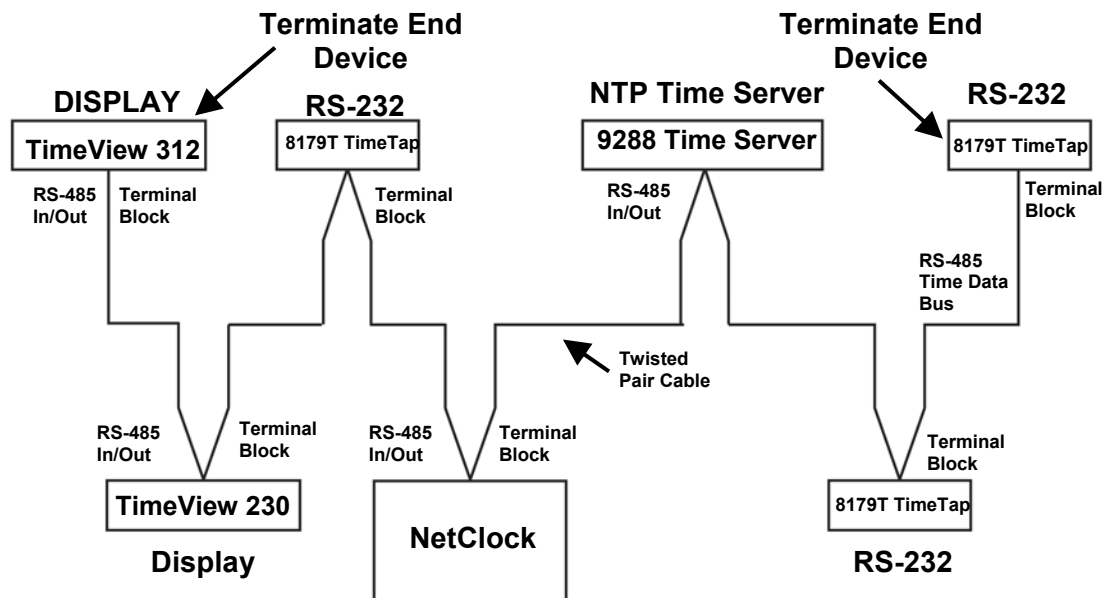 Terminate End
Device
Terminate End
Device
DISPLAY
RS-232
NTP Time Server
RS-232
TimeView 312
8179T TimeTap
9288 Time Server
8179T TimeTap
RS-485
In/Out
Terminal
Block
Terminal
Block
RS-485
In/Out
Terminal
Block
RS-485
Time Data
Bus
Twisted
Pair Cable
RS-485
In/Out
Terminal
Block
RS-485
In/Out
Terminal
Block
Terminal
Block
TimeView 230
NetClock
8179T TimeTap
Display
RS-232